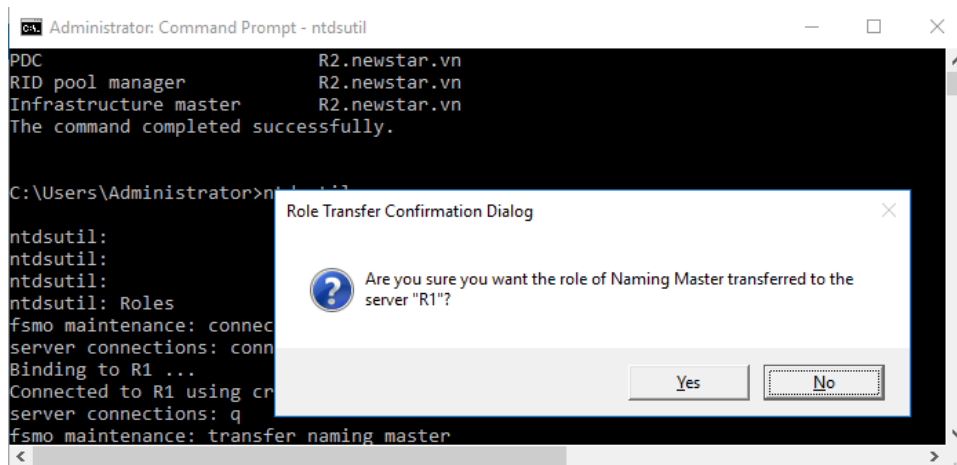 Administrator: Command Prompt - ntdsutil
PDC R2.newstar.vn
RID pool manager R2.newstar.vn
Infrastructure master R2.newstar.vn
The command completed successfully.
C:\Users\Administrator>
Role Transfer Confirmation Dialog
ntdsutil:
ntdsutil:
ntdsutil:
ntdsutil: Roles
Are you sure you want the role of Naming Master transferred to the
server "R1"?
fsmo maintenance: connec
server connections: conn
Binding to R1 ...
Connected to R1 using cr
server connections: q
Yes No
fsmo maintenance: transfer naming master